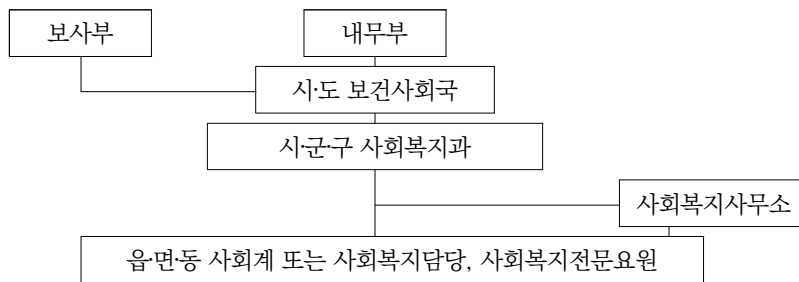 보사부
내무부
시·도 보건사회국
시·군·구 사회복지과
사회복지사무소
읍·면·동 사회계 또는 사회복지담당, 사회복지전문요원